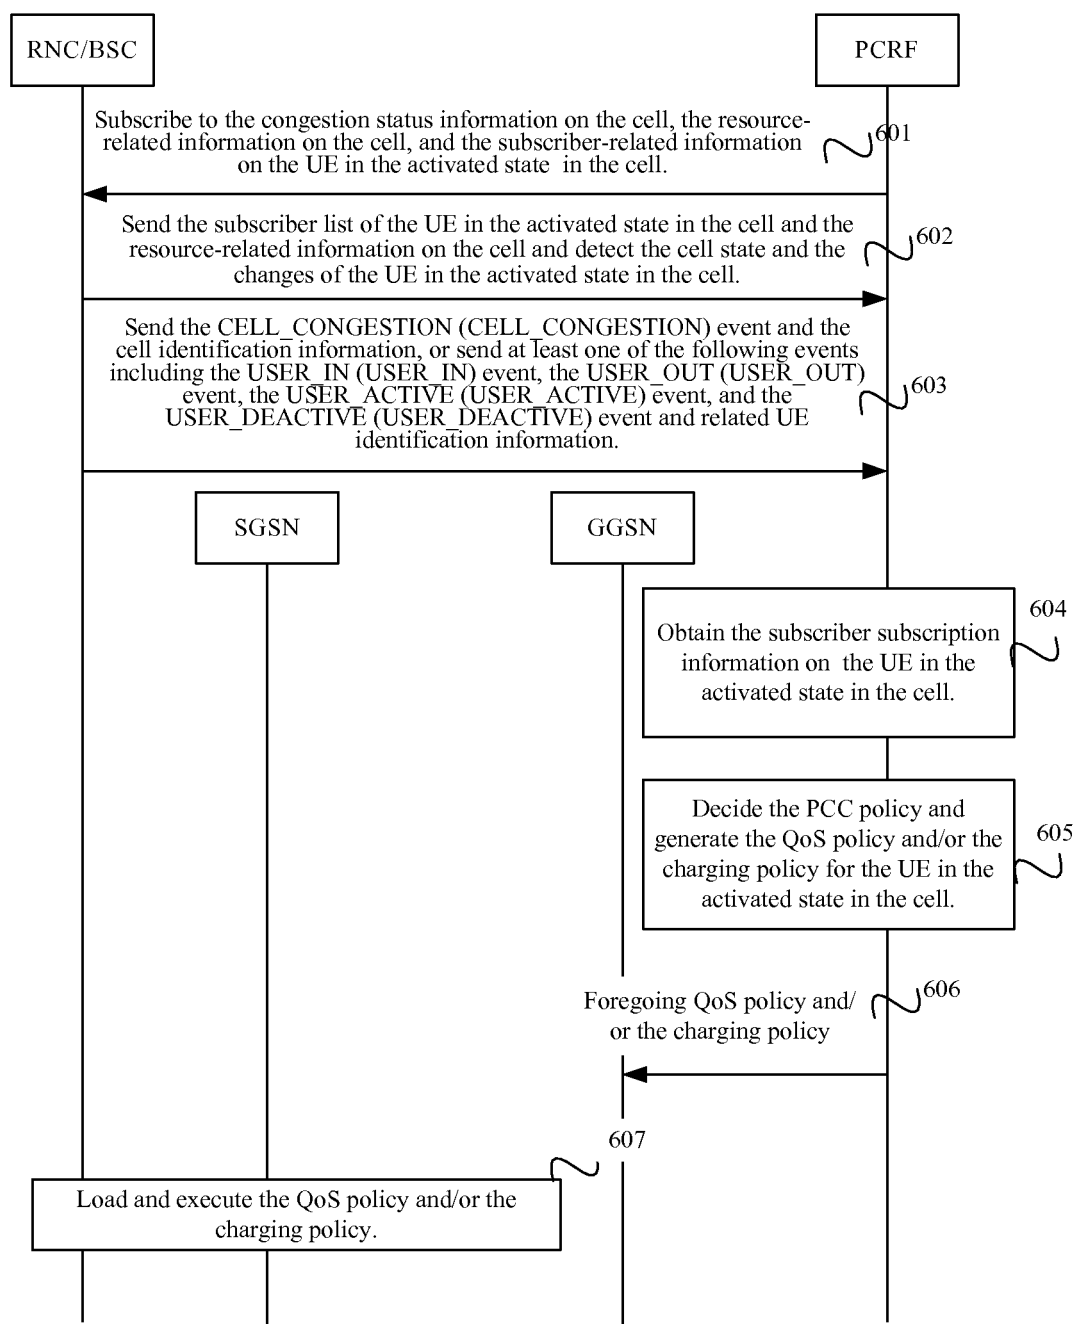 RNC/BSC
PCRF
Subscribe to the congestion status information on the cell, the resource-
related information on the cell, and the subscriber-related information
on the UE in the activated state in the cell.
601
Send the subscriber list of the UE in the activated state in the cell and the
resource-related information on the cell and detect the cell state and the
changes of the UE in the activated state in the cell.
602
Send the CELL_CONGESTION (CELL_CONGESTION) event and the
cell identification information, or send at least one of the following events
including the USER_IN (USER_IN) event, the USER_OUT (USER_OUT)
event, the USER_ACTIVE (USER_ACTIVE) event, and the
USER_DEACTIVE (USER_DEACTIVE) event and related UE
identification information.
603
SGSN
GGSN
604
Obtain the subscriber subscription
information on the UE in the
activated state in the cell.
605
Decide the PCC policy and
generate the QoS policy and/or the
charging policy for the UE in the
activated state in the cell.
606
Foregoing QoS policy and/
or the charging policy
607
Load and execute the QoS policy and/or the
charging policy.